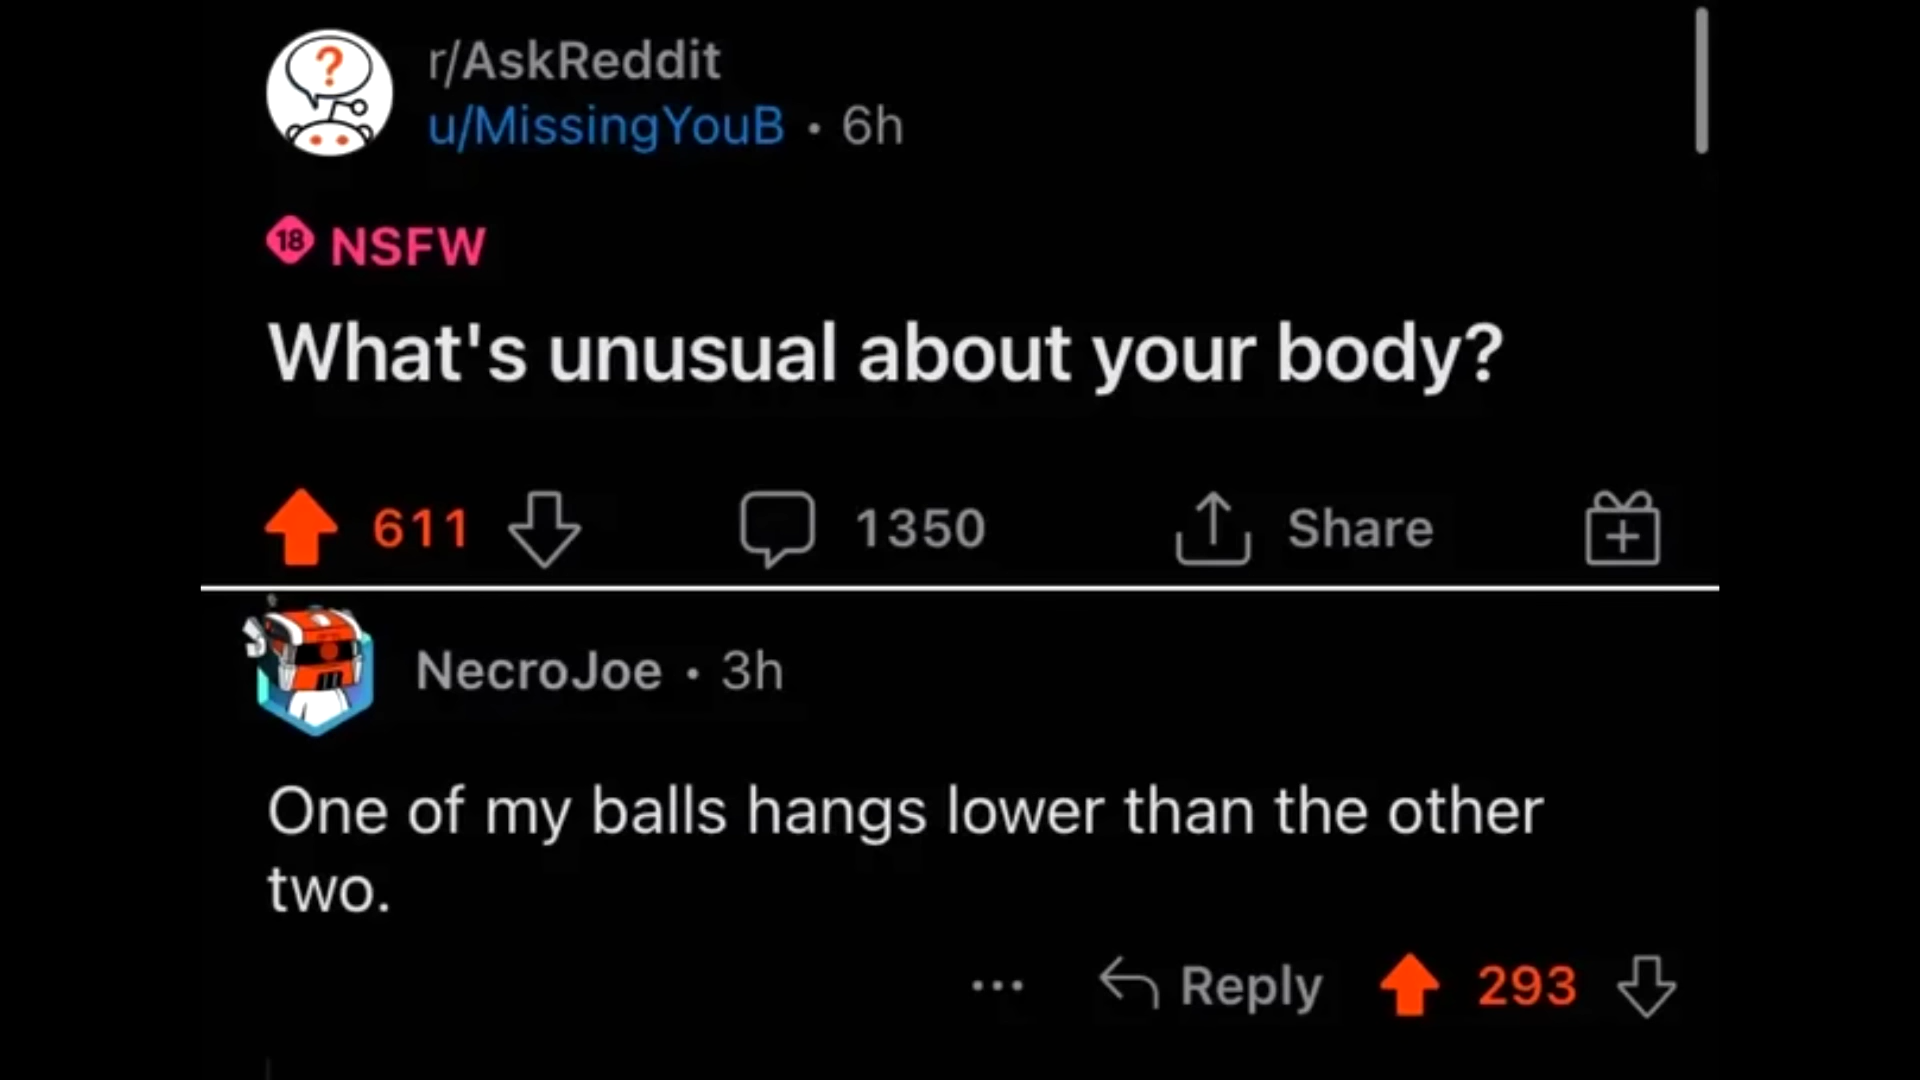 ?
r/AskReddit
u/MissingYouB • 6h
18 NSFW
What's unusual about your body?
611 1350 Share
NecroJoe • 3h
One of my balls hangs lower than the other
two.
... Reply 293